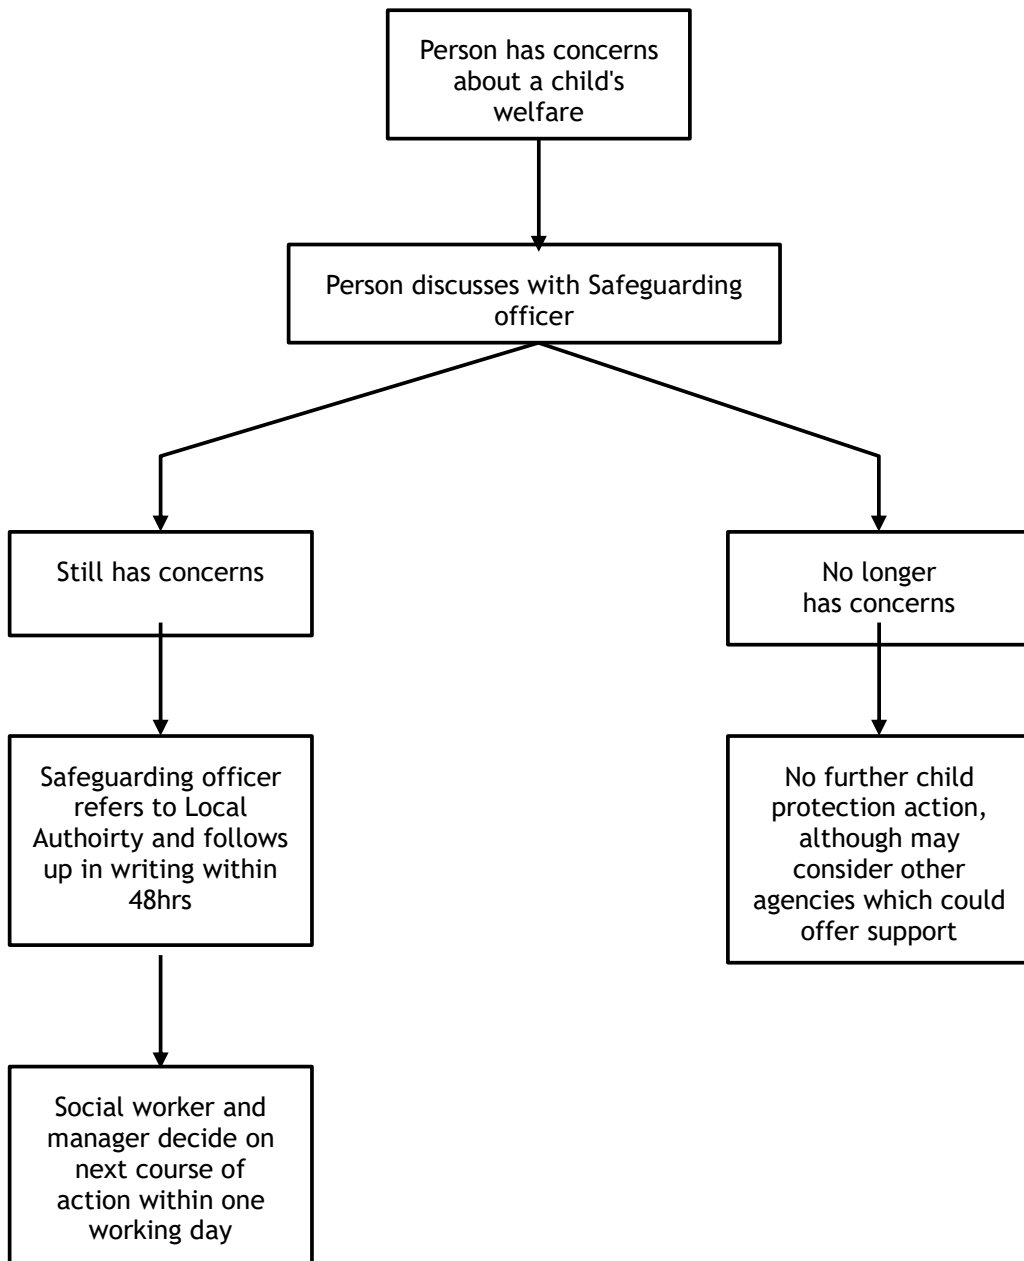 Person has concerns
about a child's
welfare
Person discusses with Safeguarding
officer
Still has concerns
No longer
has concerns
Safeguarding officer
refers to Local
Authoirty and follows
up in writing within
48hrs
No further child
protection action,
although may
consider other
agencies which could
offer support
Social worker and
manager decide on
next course of
action within one
working day